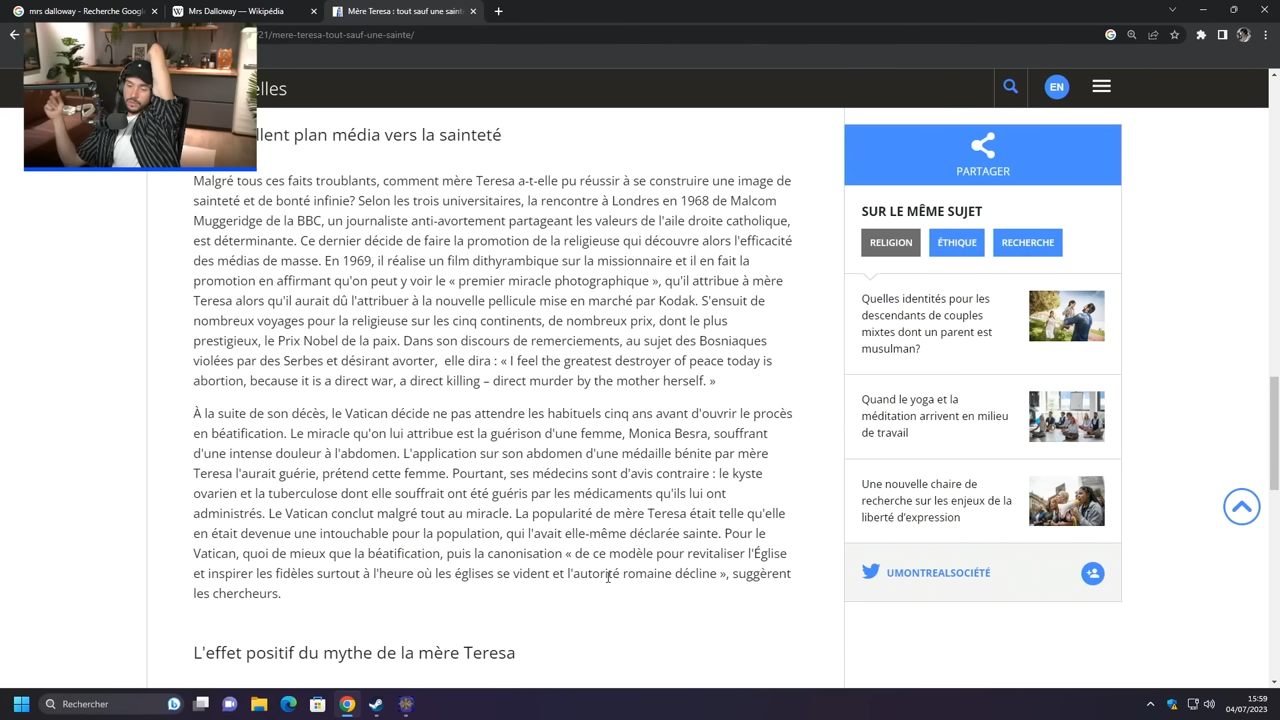 mrs dalloway - Recherche Googl
Mrs Dalloway — Wikipédia
Mère Teresa : tout sauf une saint
21/mere-teresa-tout-sauf-une-sainte/
elles
EN
llent plan média vers la sainteté
Malgré tous ces faits troublants, comment mère Teresa a-t-elle pu réussir à se construire une image de
sainteté et de bonté infinie? Selon les trois universitaires, la rencontre à Londres en 1968 de Malcom
Muggeridge de la BBC, un journaliste anti-avortement partageant les valeurs de l'aile droite catholique,
est déterminante. Ce dernier décide de faire la promotion de la religieuse qui découvre alors l'efficacité
des médias de masse. En 1969, il réalise un film dithyrambique sur la missionnaire et il en fait la
promotion en affirmant qu'on peut y voir le « premier miracle photographique », qu'il attribue à mère
Teresa alors qu'il aurait dû l'attribuer à la nouvelle pellicule mise en marché par Kodak. S'ensuit de
nombreux voyages pour la religieuse sur les cinq continents, de nombreux prix, dont le plus
prestigieux, le Prix Nobel de la paix. Dans son discours de remerciements, au sujet des Bosniaques
violées par des Serbes et désirant avorter, elle dira : « I feel the greatest destroyer of peace today is
abortion, because it is a direct war, a direct killing – direct murder by the mother herself. »
À la suite de son décès, le Vatican décide ne pas attendre les habituels cinq ans avant d'ouvrir le procès
en béatification. Le miracle qu'on lui attribue est la guérison d'une femme, Monica Besra, souffrant
d'une intense douleur à l'abdomen. L'application sur son abdomen d'une médaille bénite par mère
Teresa l'aurait guérie, prétend cette femme. Pourtant, ses médecins sont d'avis contraire : le kyste
ovarien et la tuberculose dont elle souffrait ont été guéris par les médicaments qu'ils lui ont
administrés. Le Vatican conclut malgré tout au miracle. La popularité de mère Teresa était telle qu'elle
en était devenue une intouchable pour la population, qui l'avait elle-même déclarée sainte. Pour le
Vatican, quoi de mieux que la béatification, puis la canonisation « de ce modèle pour revitaliser l'Église
et inspirer les fidèles surtout à l'heure où les églises se vident et l'autorité romaine décline », suggèrent
les chercheurs.
L'effet positif du mythe de la mère Teresa
PARTAGER
SUR LE MÊME SUJET
RELIGION
ÉTHIQUE
RECHERCHE
Quelles identités pour les
descendants de couples
mixtes dont un parent est
musulman?
Quand le yoga et la
méditation arrivent en milieu
de travail
Une nouvelle chaire de
recherche sur les enjeux de la
liberté d'expression
UMONTREALSOCIÉTÉ
Rechercher
15:59
04/07/2023